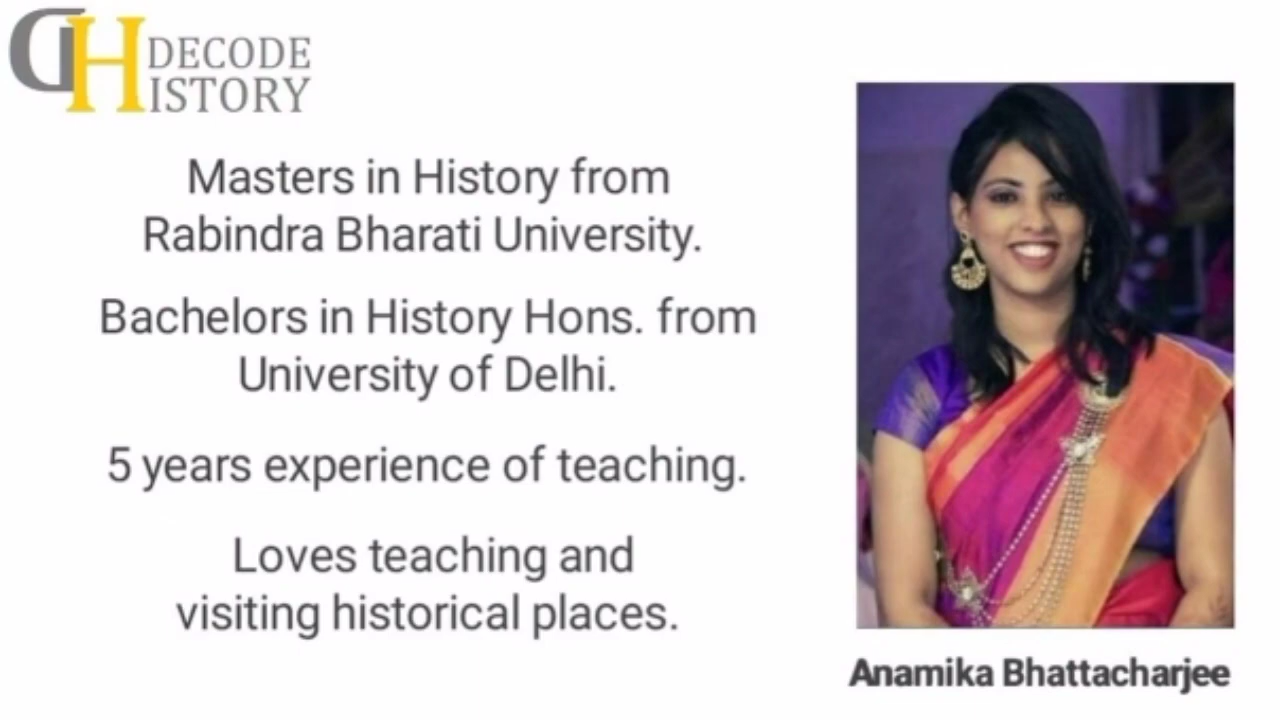 DH DECODE
HISTORY
Masters in History from
Rabindra Bharati University.
Bachelors in History Hons. from
University of Delhi.
5 years experience of teaching.
Loves teaching and
visiting historical places.
Anamika Bhattacharjee